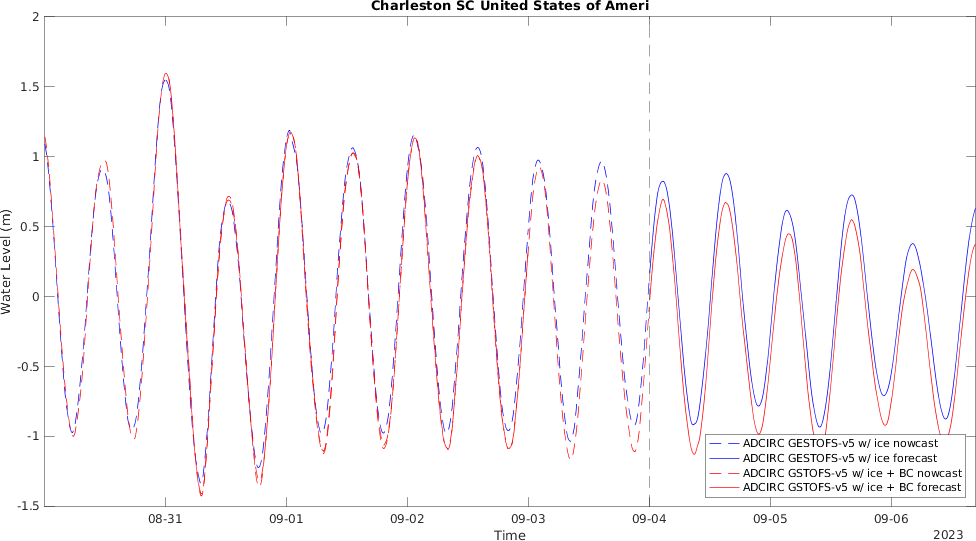 Charleston SC United States of Ameri
2
1.5
1
0.5
0
-0.5
-1
-1.5
Water Level (m)
08-31
09-01
09-02
09-03
09-04
09-05
09-06
Time
2023
ADCIRC GESTOFS-v5 w/ ice nowcast
ADCIRC GESTOFS-v5 w/ ice forecast
ADCIRC GSTOFS-v5 w/ ice + BC nowcast
ADCIRC GSTOFS-v5 w/ ice + BC forecast